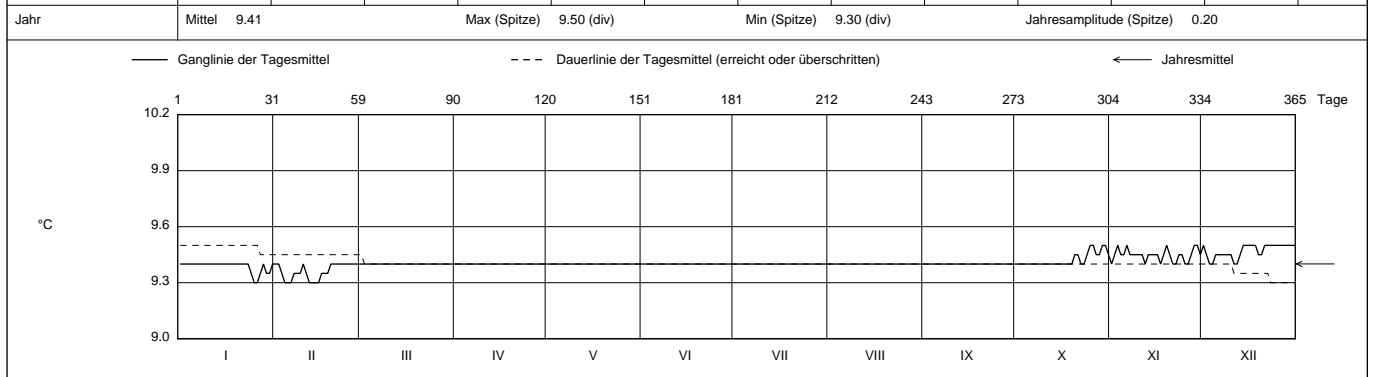 Jahr Mittel 9.41 Max (Spitze) 9.50 (div) Min (Spitze) 9.30 (div) Jahresamplitude (Spitze) 0.20
Ganglinie der Tagesmittel Dauerlinie der Tagesmittel (erreicht oder überschritten) Jahresmittel
1 31 59 90 120 151 181 212 243 273 304 334 365 Tage
10.2
9.9
9.6
°C
9.3
9.0
I II III IV V VI VII VIII IX X XI XII